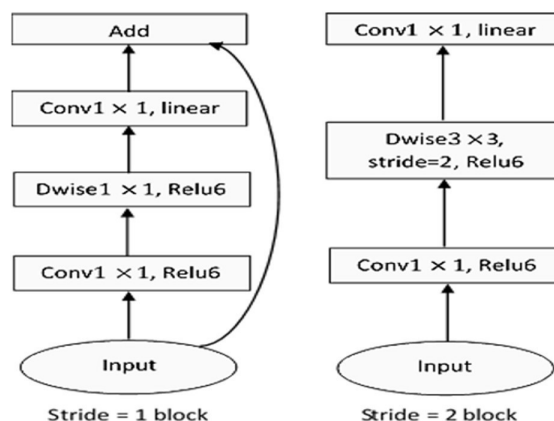 Add
Conv1 × 1, linear
Dwise1 × 1, Relu6
Conv1 × 1, Relu6
Input
Stride = 1 block
Conv1 × 1, linear
Dwise3 × 3,
stride=2, Relu6
Conv1 × 1, Relu6
Input
Stride = 2 block